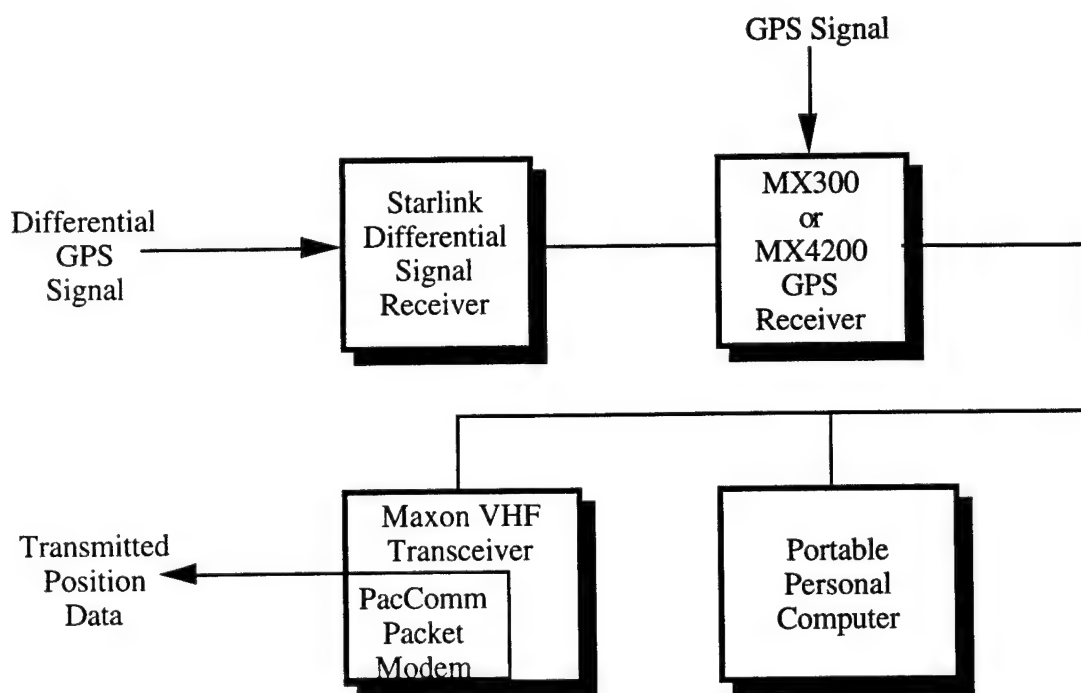 GPS Signal
Differential
GPS
Signal
Starlink
Differential
Signal
Receiver
MX300
or
MX4200
GPS
Receiver
Transmitted
Position
Data
Maxon VHF
Transceiver
PacComm
Packet
Modem
Portable
Personal
Computer